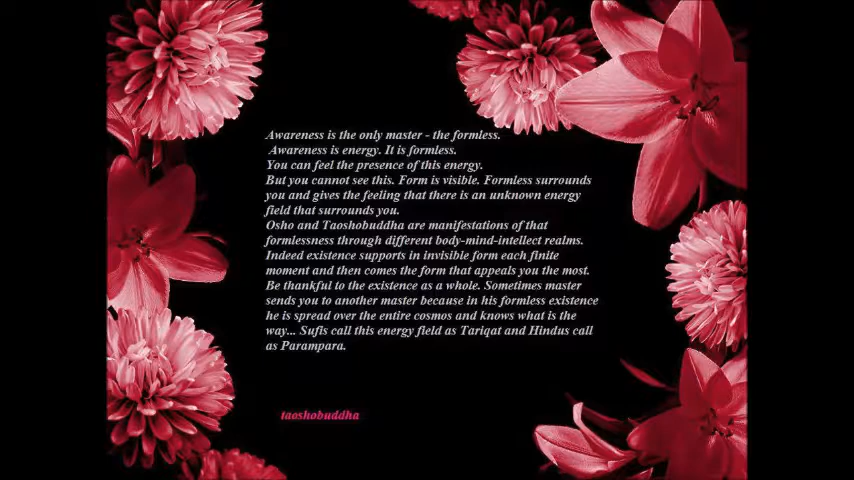 Awareness is the only master - the formless.
Awareness is energy. It is formless.
You can feel the presence of this energy.
But you cannot see this. Form is visible. Formless surrounds
you and gives the feeling that there is an unknown energy
field that surrounds you.
Osho and Taoshobuddha are manifestations of that
formlessness through different body-mind-intellect realms.
Indeed existence supports in invisible form each finite
moment and then comes the form that appeals you the most.
Be thankful to the existence as a whole. Sometimes master
sends you to another master because in his formless existence
he is spread over the entire cosmos and knows what is the
way... Sufis call this energy field as Tariqat and Hindus call
as Parampara.
taoshobuddha